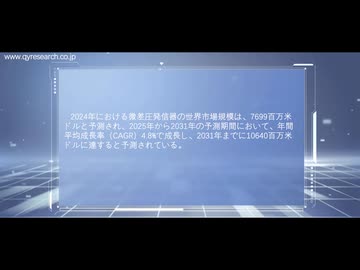 www.qyresearch.co.jp
2024年における微差圧発信器の世界市場規模は、7699百万米
ドルと予測され、2025年から2031年の予測期間において、年間
平均成長率（CAGR）4.8%で成長し、2031年までに10640百万米
ドルに達すると予測されている。